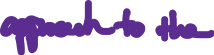 approach to the